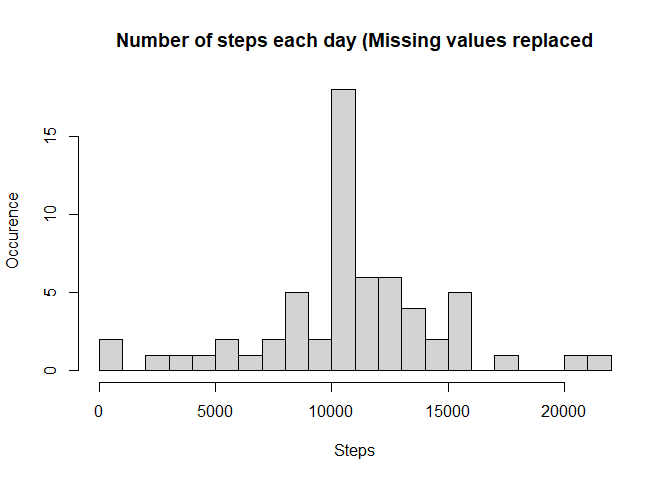 Number of steps each day (Missing values replaced
Occurence
15
10
5
0
0 5000 10000 15000 20000
Steps